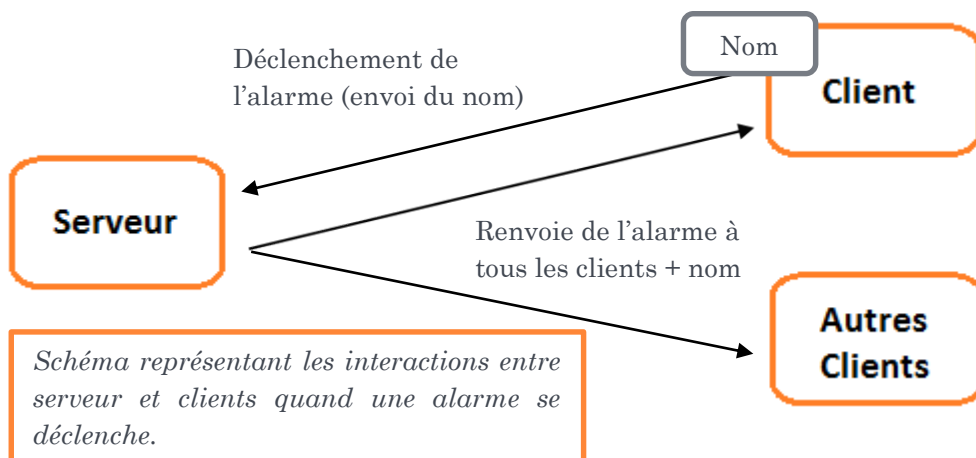 Nom
Déclenchement de
l’alarme (envoi du nom)
Client
Serveur
Renvoie de l’alarme à
tous les clients + nom
Autres
Clients
Schéma représentant les interactions entre
serveur et clients quand une alarme se
déclenche.